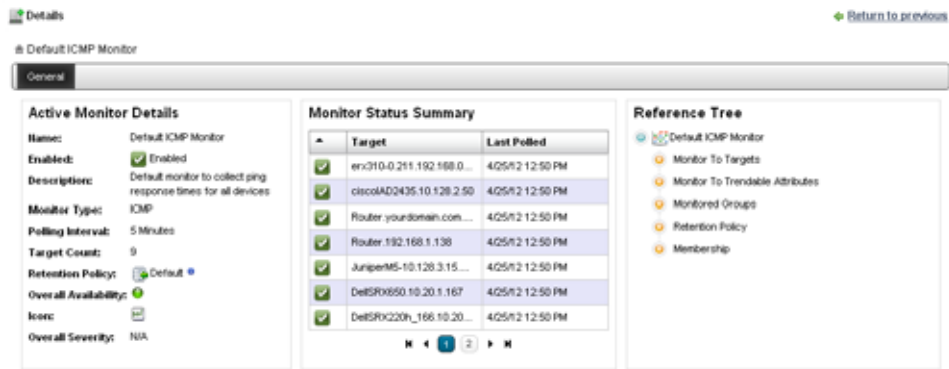 Details
Return to previous
Default ICMP Monitor
General
Active Monitor Details
Name: Default ICMP Monitor
Enabled: Enabled
Description: Default monitor to collect ping
response times for all devices
Monitor Type: ICMP
Polling Interval: 5 Minutes
Target Count: 9
Retention Policy: Default
Overall Availability:
Icon:
Overall Severity: N/A
Monitor Status Summary
Target Last Polled
erx310-0.211.192.168.0... 4/25/12 12:50 PM
ciscoIAD2435.10.128.2.50 4/25/12 12:50 PM
Router.yourdomain.com.... 4/25/12 12:50 PM
Router.192.168.1.138 4/25/12 12:50 PM
JuniperM5-10.128.3.15.... 4/25/12 12:50 PM
DellSRX650.10.20.1.167 4/25/12 12:50 PM
DellSRX220h_166.10.20... 4/25/12 12:50 PM
1 2
Reference Tree
Default ICMP Monitor
Monitor To Targets
Monitor To Trendable Attributes
Monitored Groups
Retention Policy
Membership